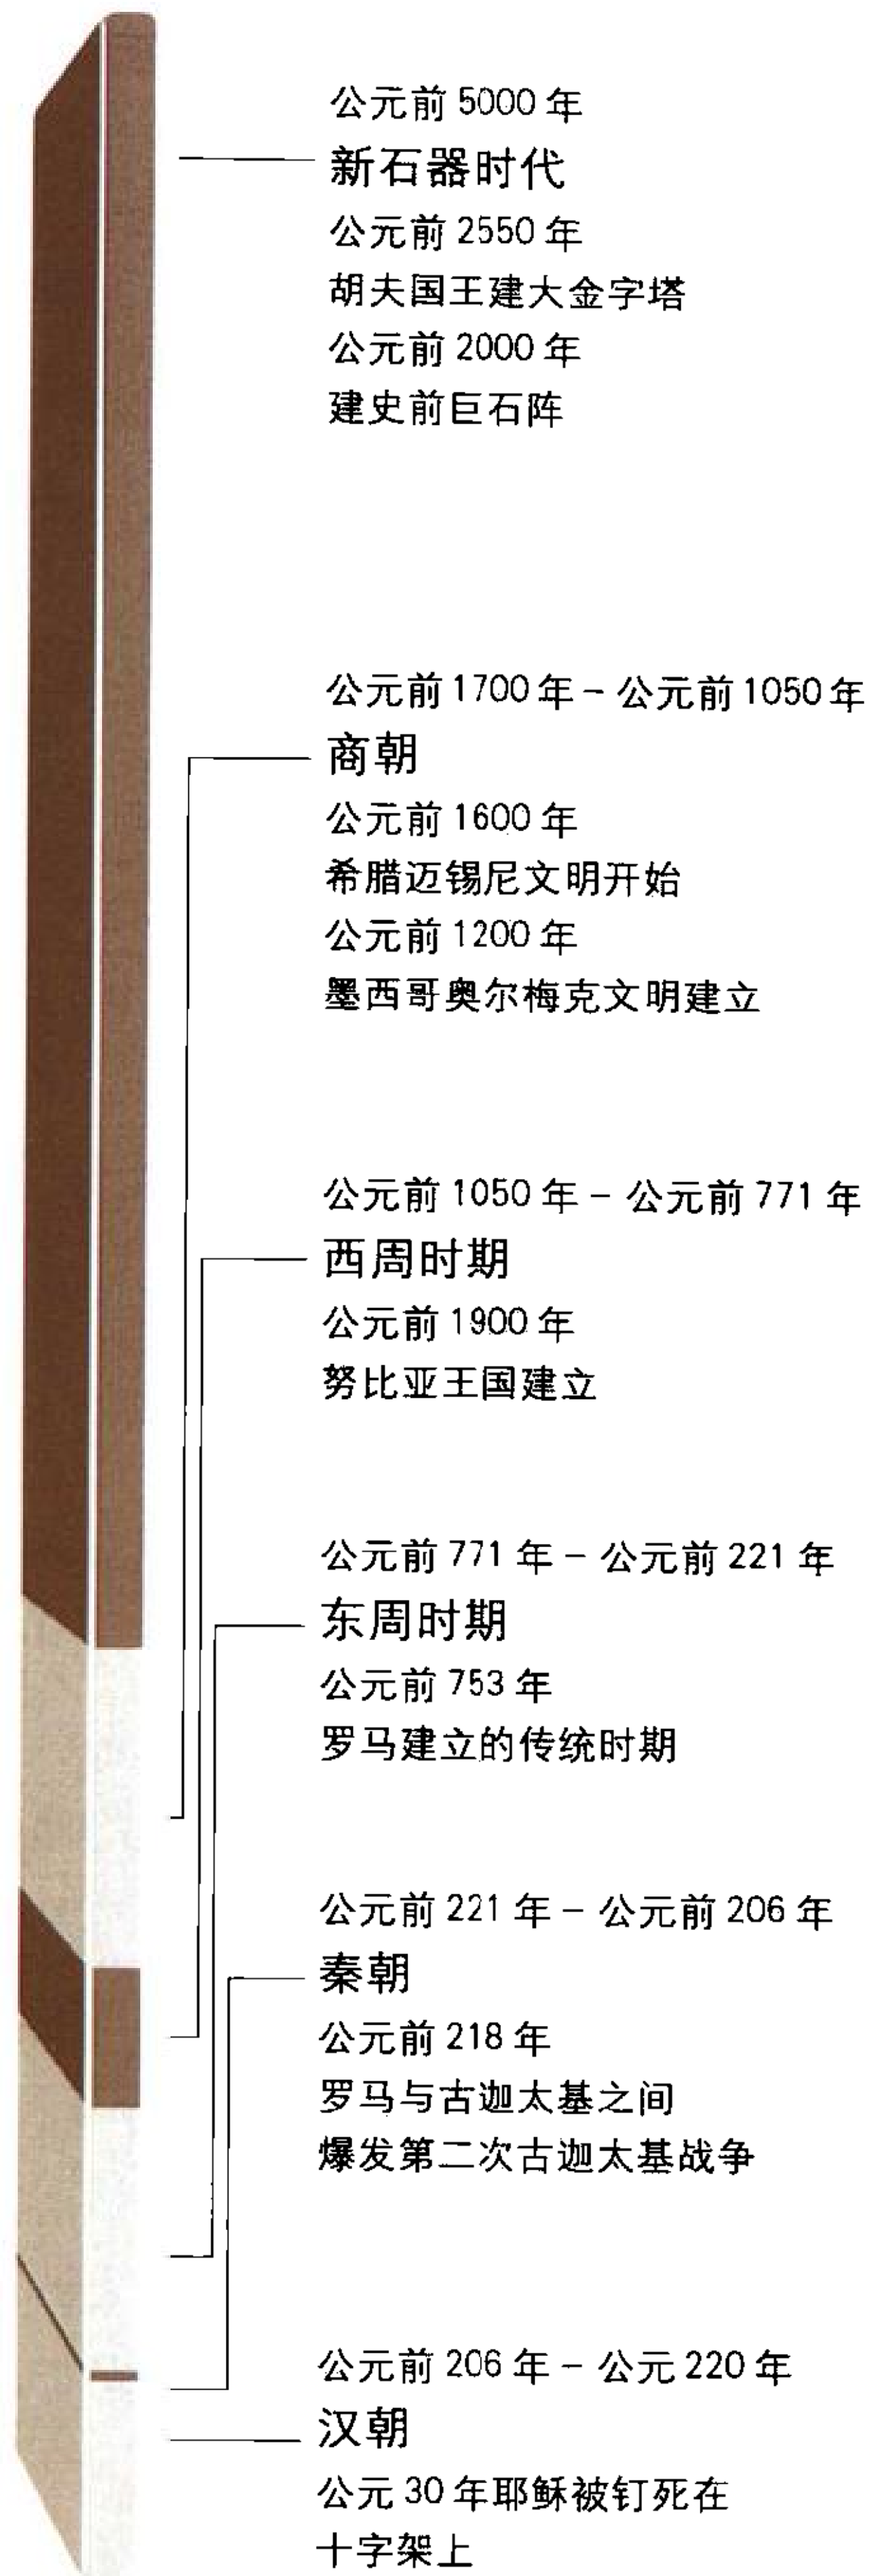 公元前 5000 年
新石器时代
公元前 2550 年
胡夫国王建大金字塔
公元前 2000 年
建史前巨石阵
公元前 1700 年 – 公元前 1050 年
商朝
公元前 1600 年
希腊迈锡尼文明开始
公元前 1200 年
墨西哥奥尔梅克文明建立
公元前 1050 年 – 公元前 771 年
西周时期
公元前 1900 年
努比亚王国建立
公元前 771 年 – 公元前 221 年
东周时期
公元前 753 年
罗马建立的传统时期
公元前 221 年 – 公元前 206 年
秦朝
公元前 218 年
罗马与古迦太基之间
爆发第二次古迦太基战争
公元前 206 年 – 公元 220 年
汉朝
公元 30 年耶稣被钉死在
十字架上